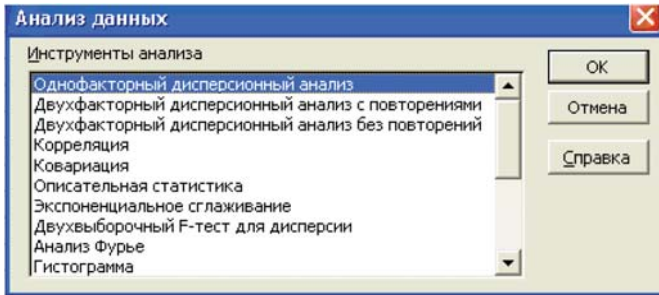 Анализ данных
Инструменты анализа
Однофакторный дисперсионный анализ
Двухфакторный дисперсионный анализ с повторениями
Двухфакторный дисперсионный анализ без повторений
Корреляция
Ковариация
Описательная статистика
Экспоненциальное сглаживание
Двухвыборочный F-тест для дисперсии
Анализ Фурье
Гистограмма
OK
Отмена
Справка